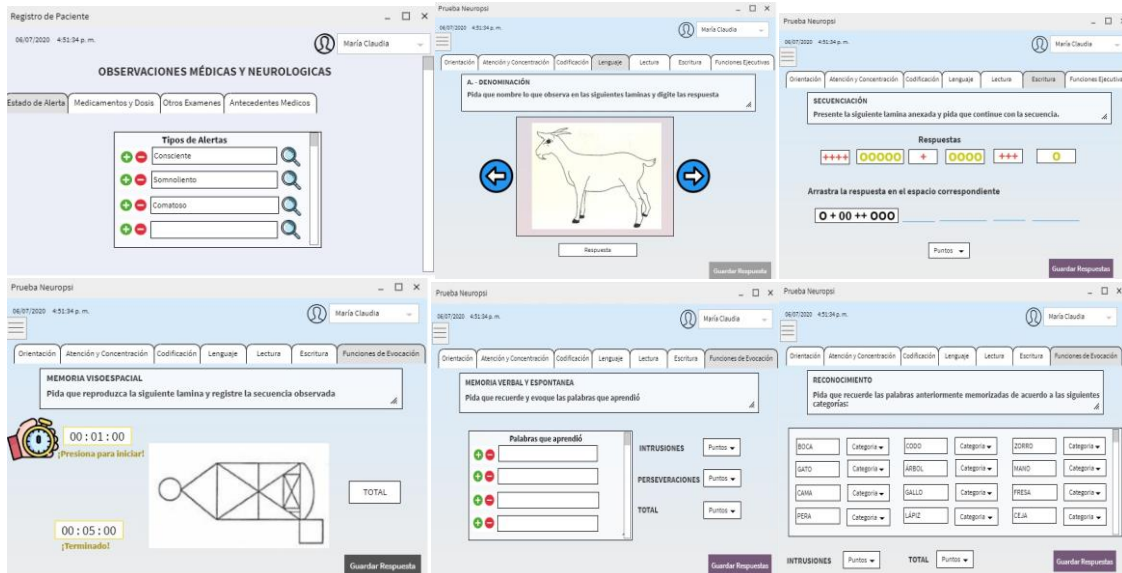 Registro de Paciente
06/07/2020 4:51:34 p. m.
María Claudia
OBSERVACIONES MÉDICAS Y NEUROLOGICAS
Estado de Alerta Medicamentos y Dosis Otros Examenes Antecedentes Medicos
Tipos de Alertas
Consciente
Somnoliento
Comatoso
Prueba Neuropsi
06/07/2020 4:51:34 p. m.
María Claudia
Orientación Atención y Concentración Codificación Lenguaje Lectura Escritura Funciones Ejecutivas
A. - DENOMINACIÓN
Pida que nombre lo que observa en las siguientes laminas y digite las respuesta
Respuesta
Guardar Respuesta
Prueba Neuropsi
06/07/2020 4:51:34 p. m.
María Claudia
Orientación Atención y Concentración Codificación Lenguaje Lectura Escritura Funciones Ejecutiva
SECUENCIACIÓN
Presente la siguiente lamina anexada y pida que continue con la secuencia.
Respuestas
++++ OOOOO + OOOO +++ O
Arrastra la respuesta en el espacio correspondiente
O + OO ++ OOO
Puntos
Guardar Respuestas
Prueba Neuropsi
06/07/2020 4:51:34 p. m.
María Claudia
Orientación Atención y Concentración Codificación Lenguaje Lectura Escritura Funciones de Evocación
MEMORIA VISOESPACIAL
Pida que reproduzca la siguiente lamina y registre la secuencia observada
00 : 01 : 00
¡Presiona para iniciar!
TOTAL
00 : 05 : 00
¡Terminado!
Guardar Respuesta
Prueba Neuropsi
06/07/2020 4:51:34 p. m.
María Claudia
Orientación Atención y Concentración Codificación Lenguaje Lectura Escritura Funciones de Evocación
MEMORIA VERBAL Y ESPONTANEA
Pida que recuerde y evoque las palabras que aprendió
Palabras que aprendió
INTRUSIONES Puntos
PERSEVERACIONES Puntos
TOTAL Puntos
Guardar Respuestas
Prueba Neuropsi
06/07/2020 4:51:34 p. m.
María Claudia
Orientación Atención y Concentración Codificación Lenguaje Lectura Escritura Funciones de Evocación
RECONOCIMIENTO
Pida que recuerde las palabras anteriormente memorizadas de acuerdo a las siguientes
categorías:
BOCA Categoria CODO Categoria ZORRO Categoria
GATO Categoria ÁRBOL Categoria MANO Categoria
CAMA Categoria GALLO Categoria FRESA Categoria
PERA Categoria LÁPIZ Categoria CEJA Categoria
INTRUSIONES Puntos TOTAL Puntos
Guardar Respuestas